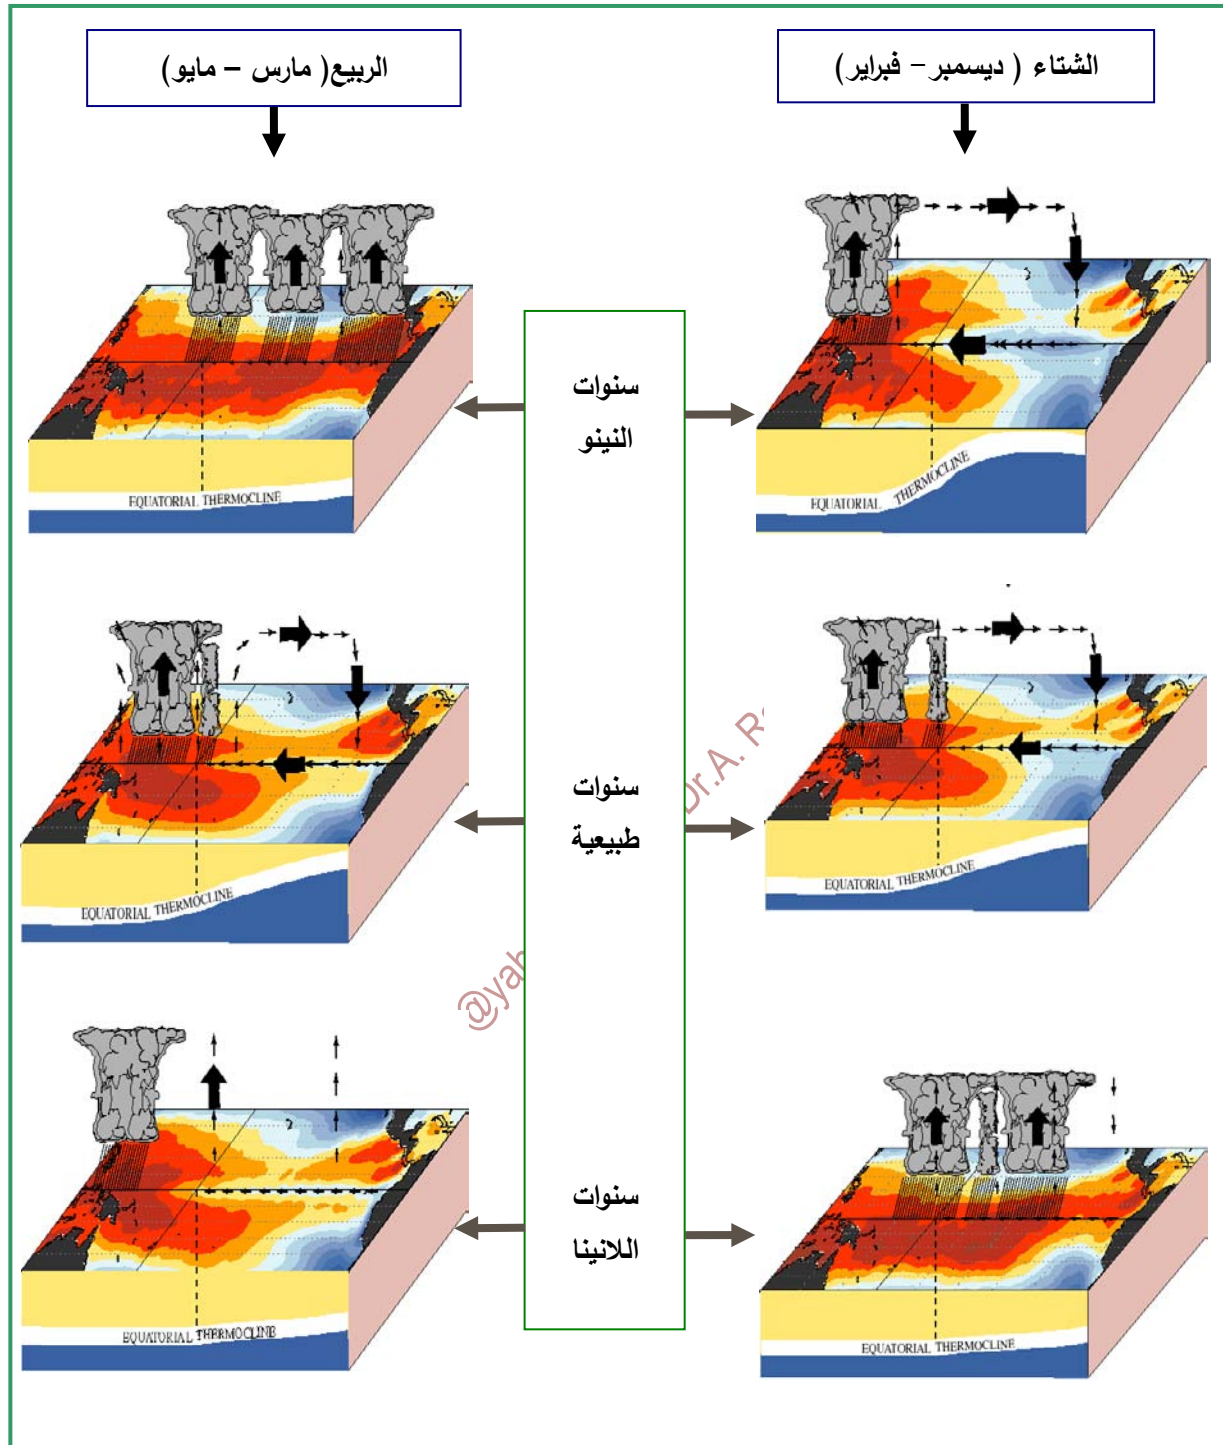 الشتاء ( ديسمبر – فبراير)
الربيع( مارس – مايو)
سنوات
النينو
EQUATORIAL THERMOCLINE
EQUATORIAL THERMOCLINE
سنوات
طبيعية
EQUATORIAL THERMOCLINE
EQUATORIAL THERMOCLINE
سنوات
اللانينا
EQUATORIAL THERMOCLINE
EQUATORIAL THERMOCLINE
Dr.A.